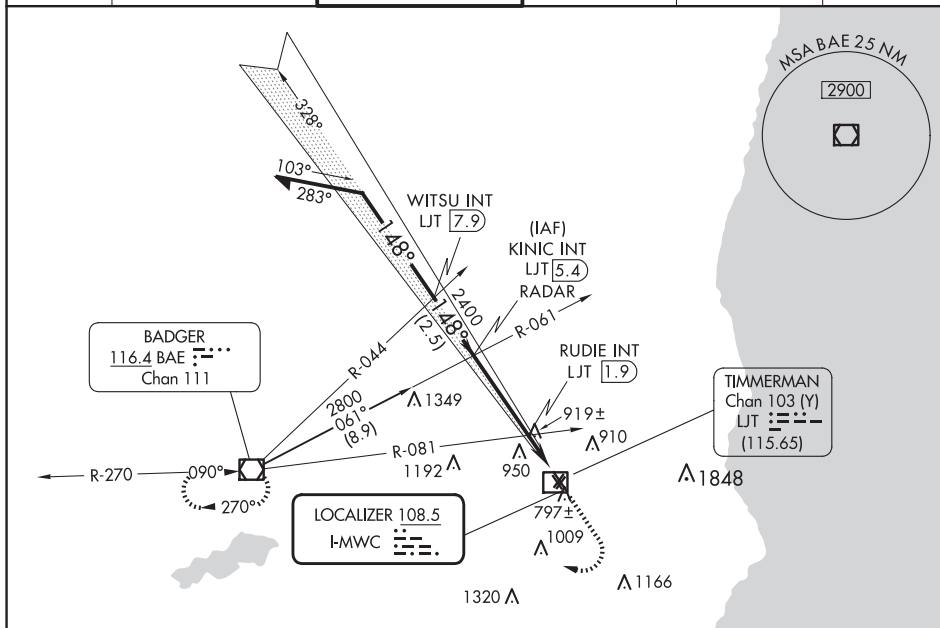 MSA BAE 25 NM
2900
328°
103°
283°
WITSU INT
LJT 7.9
(IAF)
KINIC INT
LJT 5.4
RADAR
148°
2400
148°
(2.5)
R-061
BADGER
116.4 BAE
Chan 111
R-044
RUDIE INT
LJT 1.9
TIMMERMAN
Chan 103 (Y)
LJT
(115.65)
2800
061°
(8.9)
1349
919±
R-081
910
1192
950
R-270
090°
270°
1848
LOCALIZER 108.5
I-MWC
797±
1009
1320
1166